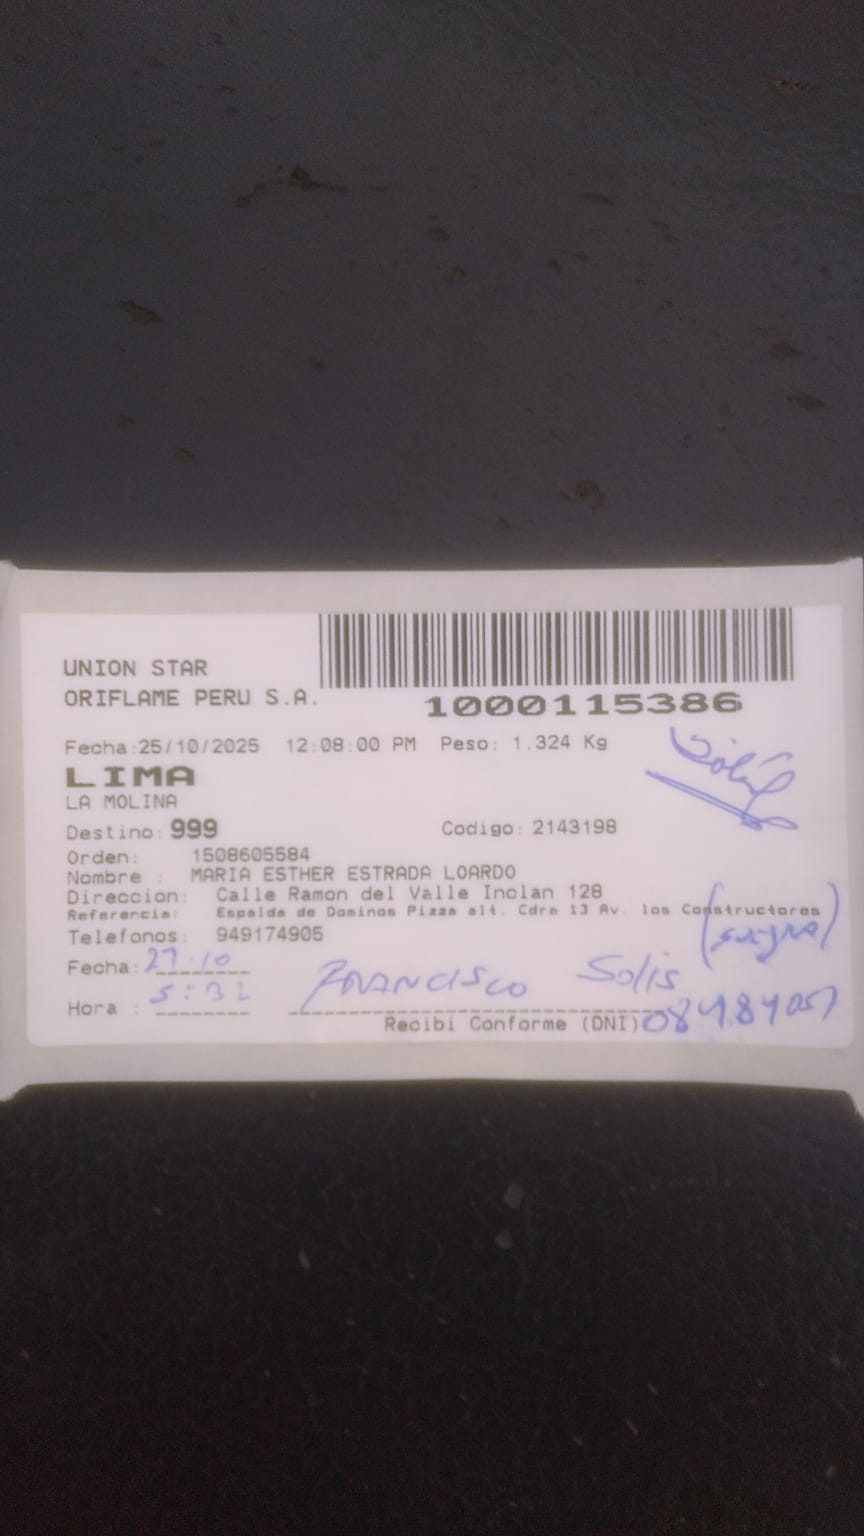 UNION STAR
ORIFLAME PERU S.A.
1000115386
Fecha:25/10/2025 12:08:00 PM Peso: 1.324 Kg
Solis
LIMA
LA MOLINA
Destino: 999 Codigo: 2143198
Orden: 1508605584
Nombre : MARIA ESTHER ESTRADA LOARDO
Direccion: Calle Ramon del Valle Inclan 128
Referencia: Espalda de Dominos Pizza alt. Cdra 13 Av. los Constructores
Telefonos: 949174905
(suegro)
Fecha: 27-10
FRANCISCO Solis
Hora : 5:32
Recibi Conforme (DNI)